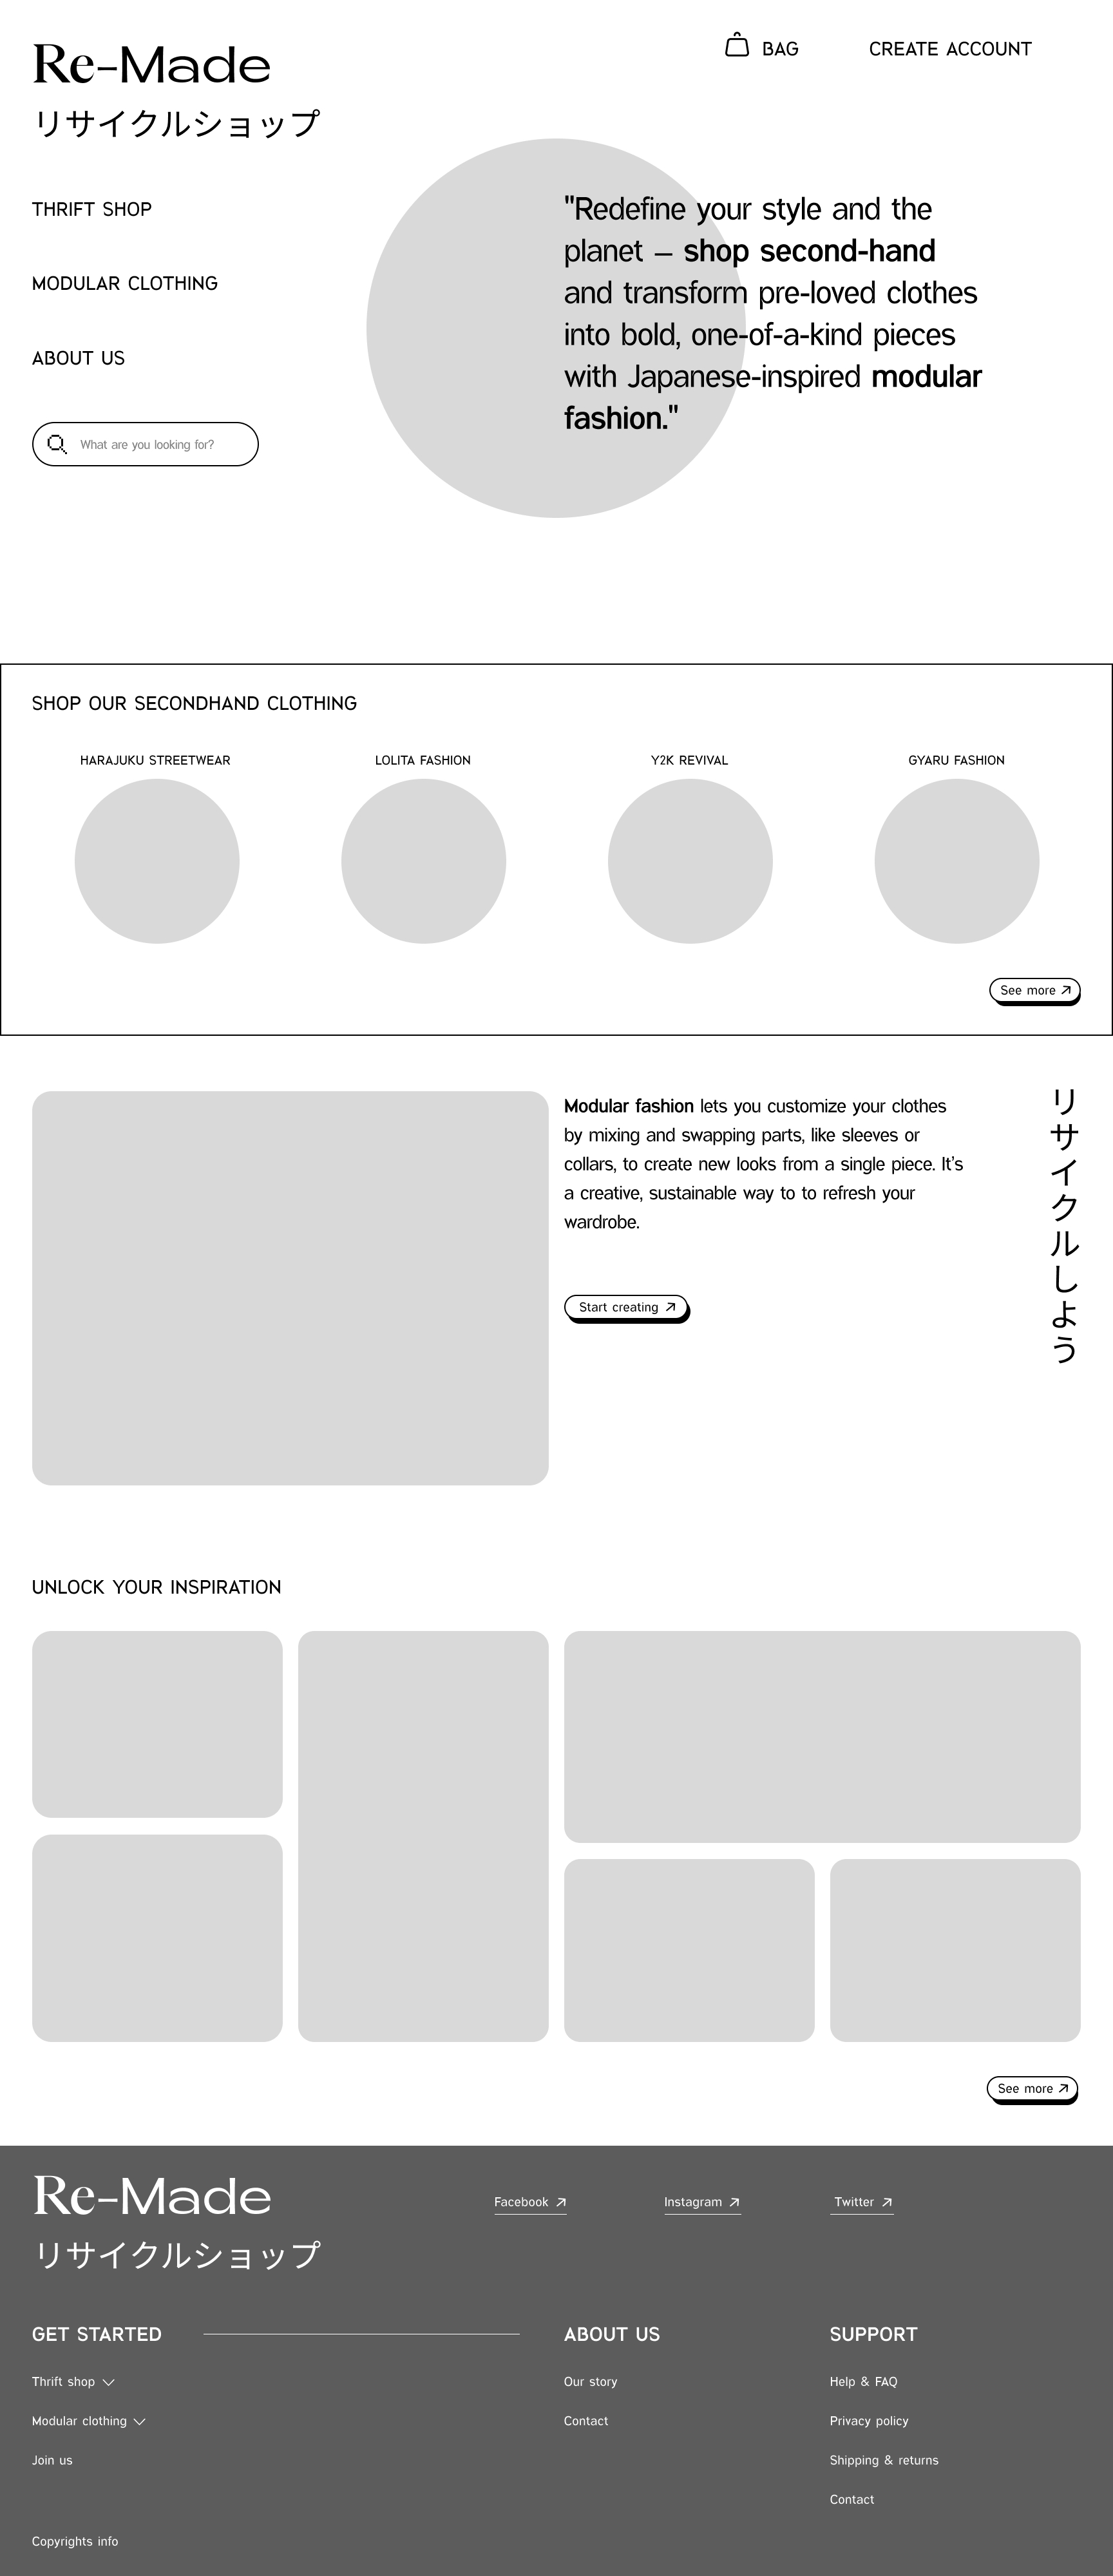 Re-Made
リサイクルショップ
BAG
CREATE ACCOUNT
THRIFT SHOP
MODULAR CLOTHING
ABOUT US
What are you looking for?
"Redefine your style and the
planet – shop second-hand
and transform pre-loved clothes
into bold, one-of-a-kind pieces
with Japanese-inspired modular
fashion."
SHOP OUR SECONDHAND CLOTHING
HARAJUKU STREETWEAR
LOLITA FASHION
Y2K REVIVAL
GYARU FASHION
See more
Modular fashion lets you customize your clothes
by mixing and swapping parts, like sleeves or
collars, to create new looks from a single piece. It’s
a creative, sustainable way to to refresh your
wardrobe.
Start creating
リサイクルしよう
UNLOCK YOUR INSPIRATION
See more
Re-Made
リサイクルショップ
Facebook
Instagram
Twitter
GET STARTED
Thrift shop
Modular clothing
Join us
ABOUT US
Our story
Contact
SUPPORT
Help & FAQ
Privacy policy
Shipping & returns
Contact
Copyrights info